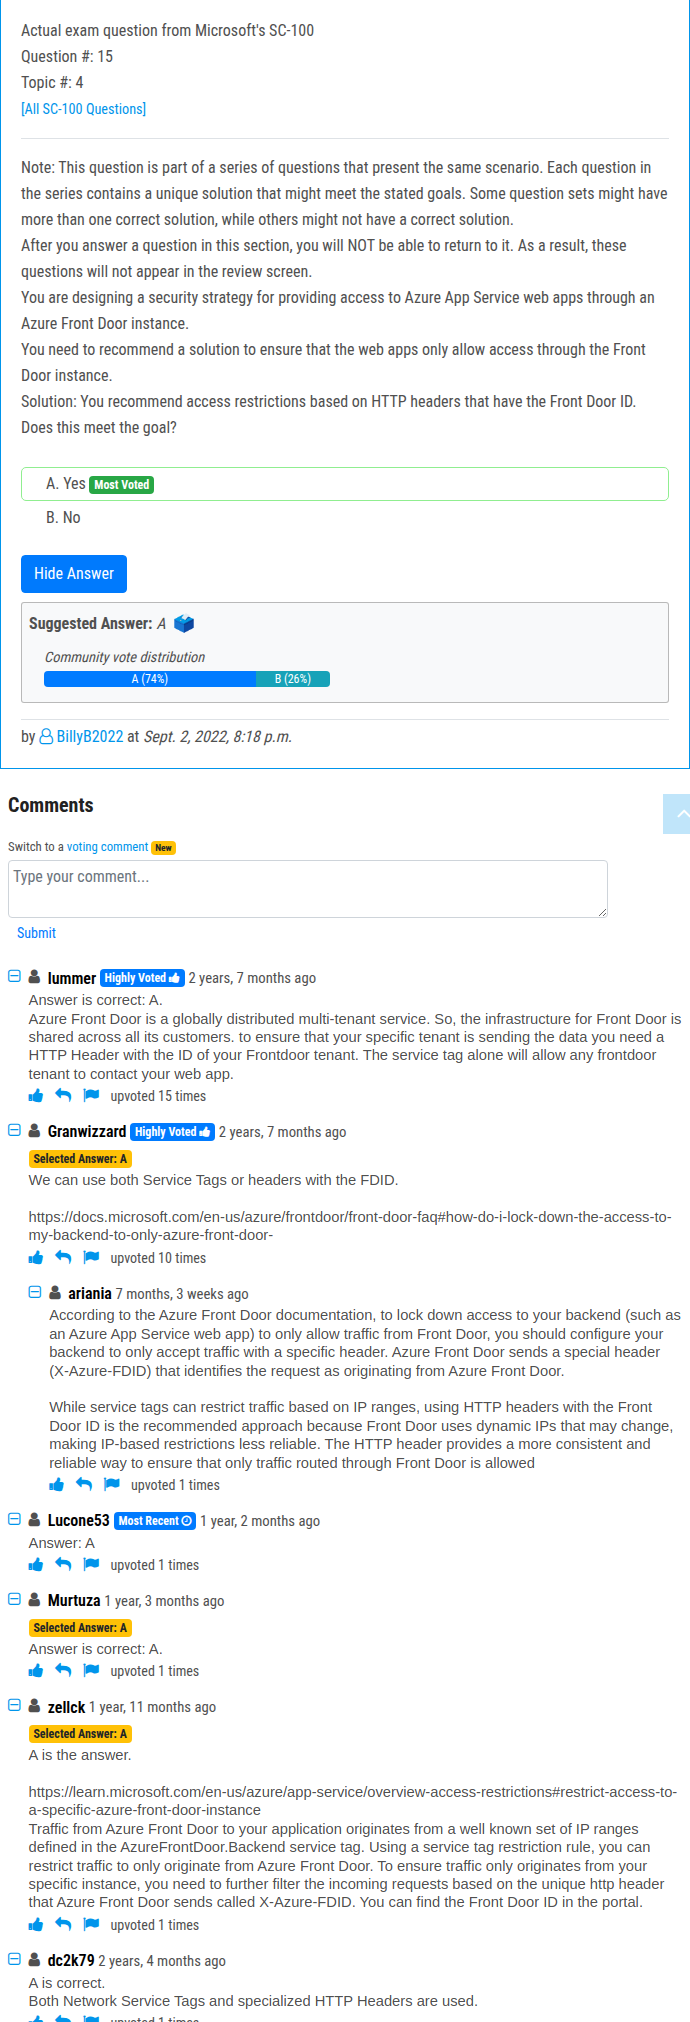 Actual exam question from Microsoft's SC-100
Question #: 15
Topic #: 4
[All SC-100 Questions]
Note: This question is part of a series of questions that present the same scenario. Each question in
the series contains a unique solution that might meet the stated goals. Some question sets might have
more than one correct solution, while others might not have a correct solution.
After you answer a question in this section, you will NOT be able to return to it. As a result, these
questions will not appear in the review screen.
You are designing a security strategy for providing access to Azure App Service web apps through an
Azure Front Door instance.
You need to recommend a solution to ensure that the web apps only allow access through the Front
Door instance.
Solution: You recommend access restrictions based on HTTP headers that have the Front Door ID.
Does this meet the goal?
A. Yes Most Voted
B. No
Hide Answer
Suggested Answer: A
Community vote distribution
A (74%) B (26%)
by BillyB2022 at Sept. 2, 2022, 8:18 p.m.
Comments
Switch to a voting comment New
Type your comment...
Submit
lummer Highly Voted 2 years, 7 months ago
Answer is correct: A.
Azure Front Door is a globally distributed multi-tenant service. So, the infrastructure for Front Door is
shared across all its customers. to ensure that your specific tenant is sending the data you need a
HTTP Header with the ID of your Frontdoor tenant. The service tag alone will allow any frontdoor
tenant to contact your web app.
upvoted 15 times
Granwizzard Highly Voted 2 years, 7 months ago
Selected Answer: A
We can use both Service Tags or headers with the FDID.
https://docs.microsoft.com/en-us/azure/frontdoor/front-door-faq#how-do-i-lock-down-the-access-to-
my-backend-to-only-azure-front-door-
upvoted 10 times
ariania 7 months, 3 weeks ago
According to the Azure Front Door documentation, to lock down access to your backend (such as
an Azure App Service web app) to only allow traffic from Front Door, you should configure your
backend to only accept traffic with a specific header. Azure Front Door sends a special header
(X-Azure-FDID) that identifies the request as originating from Azure Front Door.
While service tags can restrict traffic based on IP ranges, using HTTP headers with the Front
Door ID is the recommended approach because Front Door uses dynamic IPs that may change,
making IP-based restrictions less reliable. The HTTP header provides a more consistent and
reliable way to ensure that only traffic routed through Front Door is allowed
upvoted 1 times
Lucone53 Most Recent 1 year, 2 months ago
Answer: A
upvoted 1 times
Murtuza 1 year, 3 months ago
Selected Answer: A
Answer is correct: A.
upvoted 1 times
zellck 1 year, 11 months ago
Selected Answer: A
A is the answer.
https://learn.microsoft.com/en-us/azure/app-service/overview-access-restrictions#restrict-access-to-
a-specific-azure-front-door-instance
Traffic from Azure Front Door to your application originates from a well known set of IP ranges
defined in the AzureFrontDoor.Backend service tag. Using a service tag restriction rule, you can
restrict traffic to only originate from Azure Front Door. To ensure traffic only originates from your
specific instance, you need to further filter the incoming requests based on the unique http header
that Azure Front Door sends called X-Azure-FDID. You can find the Front Door ID in the portal.
upvoted 1 times
dc2k79 2 years, 4 months ago
A is correct.
Both Network Service Tags and specialized HTTP Headers are used.
upvoted 1 times